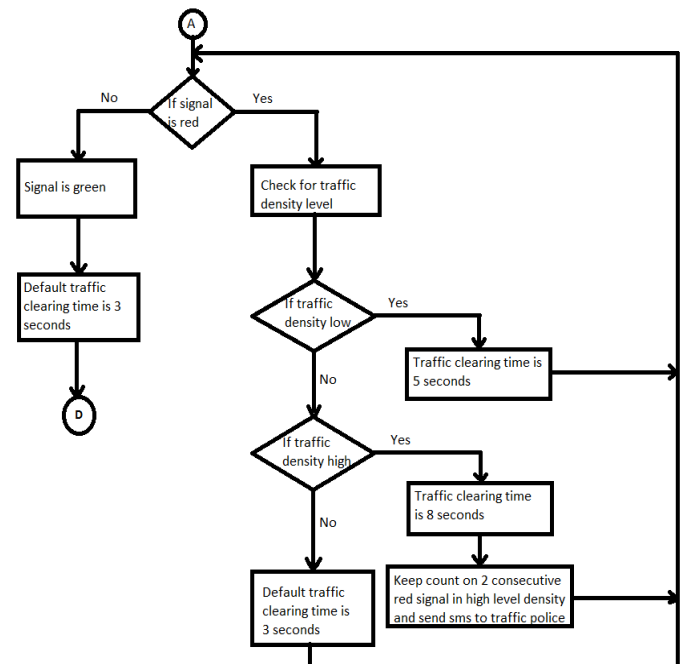 A
No
Yes
If signal
is red
Signal is green
Check for traffic
density level
Default traffic
clearing time is 3
seconds
If traffic
density low
Yes
Traffic clearing time is
5 seconds
No
D
If traffic
density high
Yes
Traffic clearing time
is 8 seconds
No
Keep count on 2 consecutive
red signal in high level density
and send sms to traffic police
Default traffic
clearing time is
3 seconds